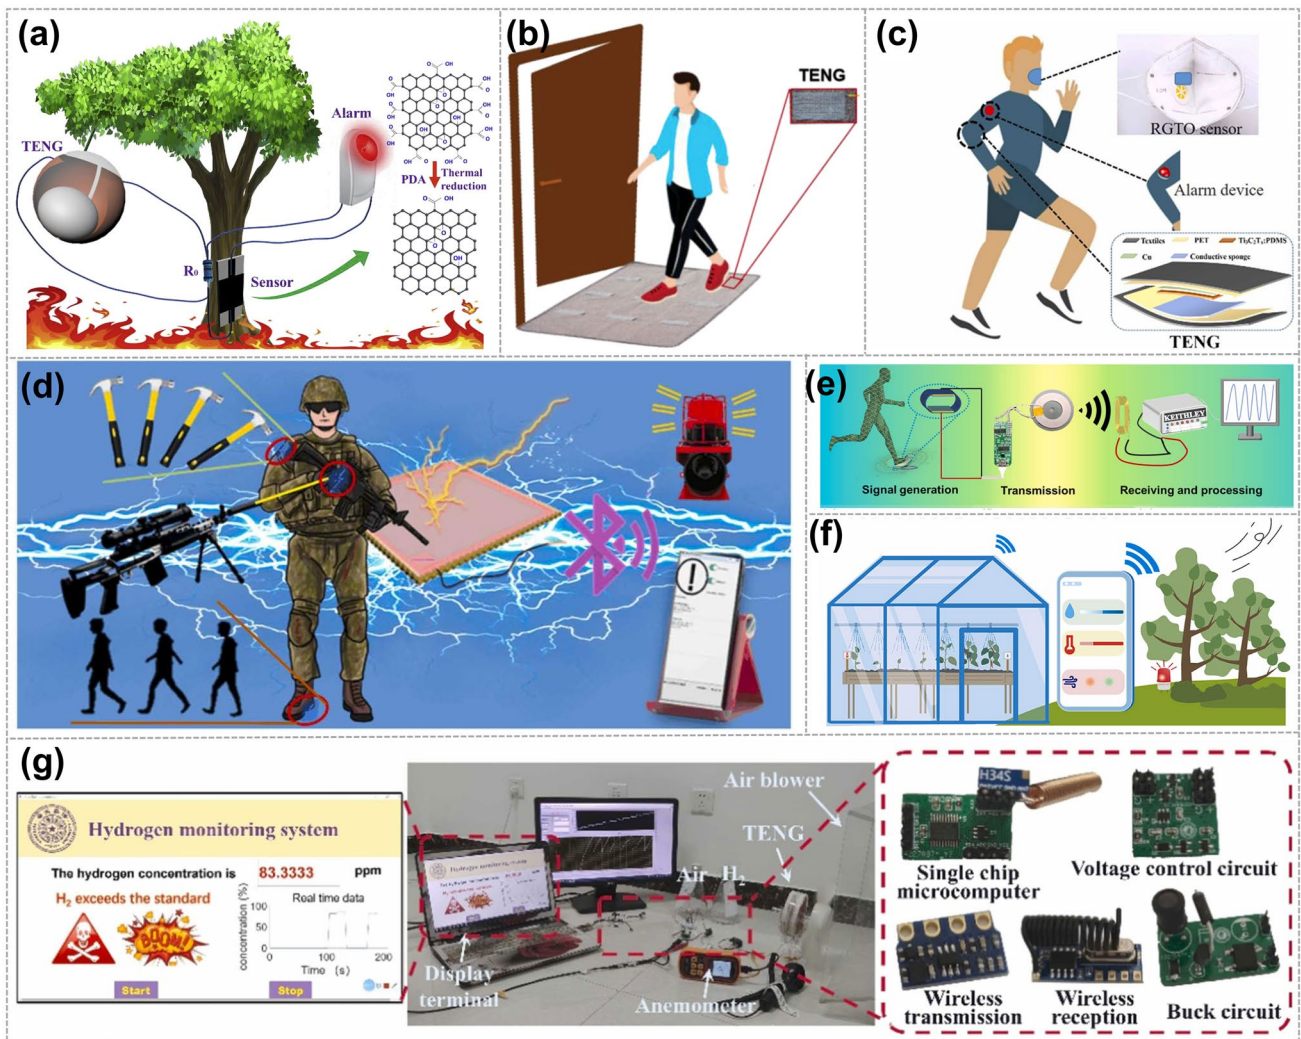 (a)
TENG
Alarm
PDA
Thermal
reduction
R₀
Sensor
(b)
TENG
(c)
RGTO sensor
Alarm device
Textiles
PET
Ti₃C₂Tₓ:PDMS
Cu
Conductive sponge
TENG
(d)
(e)
KEITHLEY
Signal generation
Transmission
Receiving and processing
(f)
(g)
Hydrogen monitoring system
The hydrogen concentration is
83.3333
ppm
H₂ exceeds the standard
BOOM!
Real time data
concentration (%)
100
50
0
0
100
200
Time (s)
Start
Stop
Hydrogen monitoring
Air blower
TENG
Air
H₂
Display
terminal
Anemometer
H34S
Single chip
microcomputer
Voltage control circuit
Wireless
transmission
Wireless
reception
Buck circuit